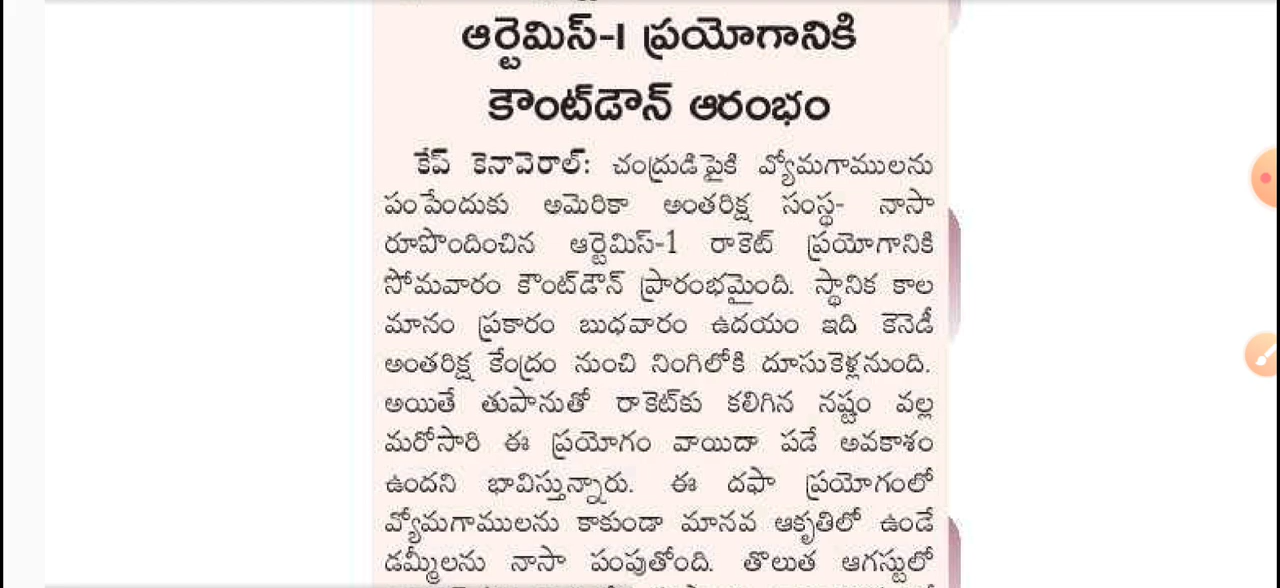 ఆర్టెమిస్-I ప్రయోగానికి
కౌంట్‌డౌన్ ఆరంభం
కేప్ కెనావెరాల్: చంద్రుడిపైకి వ్యోమగాములను
పంపేందుకు అమెరికా అంతరిక్ష సంస్థ- నాసా
రూపొందించిన ఆర్టెమిస్-1 రాకెట్ ప్రయోగానికి
సోమవారం కౌంట్‌డౌన్ ప్రారంభమైంది. స్థానిక కాల
మానం ప్రకారం బుధవారం ఉదయం ఇది కెనెడీ
అంతరిక్ష కేంద్రం నుంచి నింగిలోకి దూసుకెళ్లనుంది.
అయితే తుపానుతో రాకెట్‌కు కలిగిన నష్టం వల్ల
మరోసారి ఈ ప్రయోగం వాయిదా పడే అవకాశం
ఉందని భావిస్తున్నారు. ఈ దఫా ప్రయోగంలో
వ్యోమగాములను కాకుండా మానవ ఆకృతిలో ఉండే
డమ్మీలను నాసా పంపుతోంది. తొలుత ఆగస్టులో